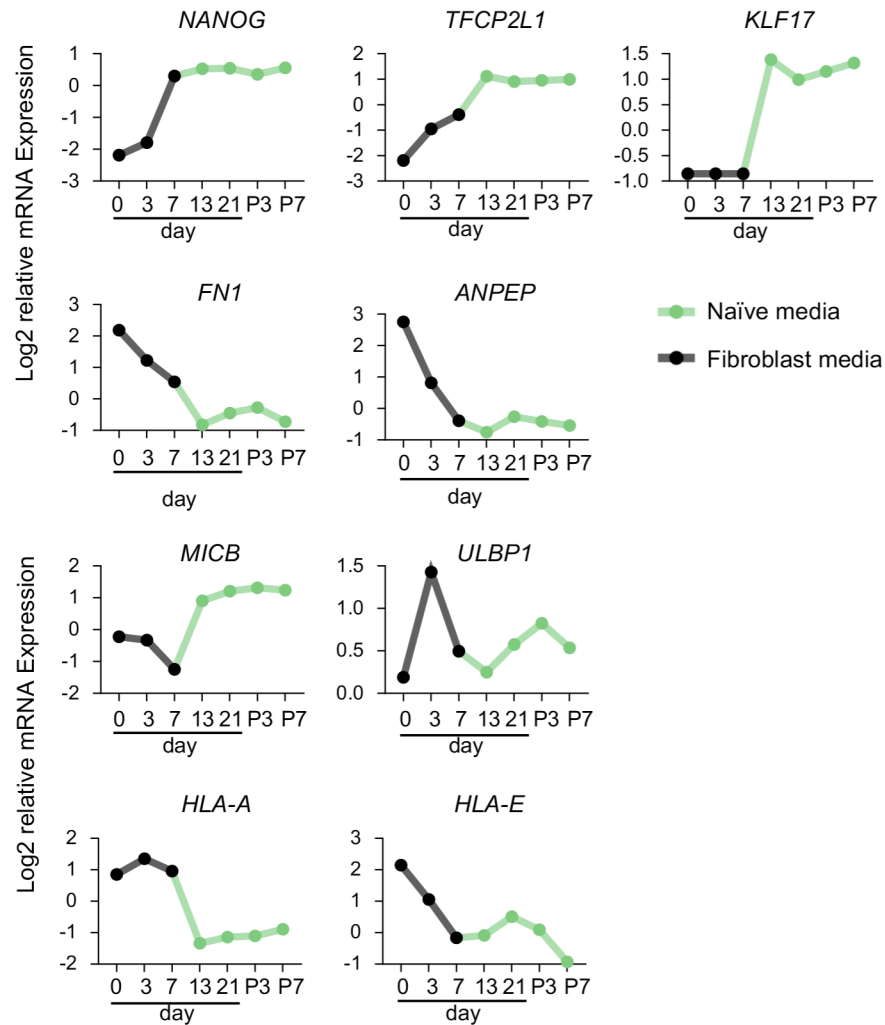 NANOG TFCP2L1 KLF17
Log2 relative mRNA Expression
1 2 1.5
0 1 1.0
-1 0 0.5
-2 -1 0.0
-3 -2 -0.5
-3 -1.0
0 3 7 13 21 P3 P7 0 3 7 13 21 P3 P7 0 3 7 13 21 P3 P7
day day day
FN1 ANPEP
3 3
2 2
1 1
0 0
-1 -1
Naïve media
Fibroblast media
0 3 7 13 21 P3 P7 0 3 7 13 21 P3 P7
day day
MICB ULBP1
Log2 relative mRNA Expression
2 1.5
1 1.0
0 0.5
-1 0.0
-2
0 3 7 13 21 P3 P7 0 3 7 13 21 P3 P7
day day
HLA-A HLA-E
2 3
1 2
0 1
-1 0
-2 -1
0 3 7 13 21 P3 P7 0 3 7 13 21 P3 P7
day day